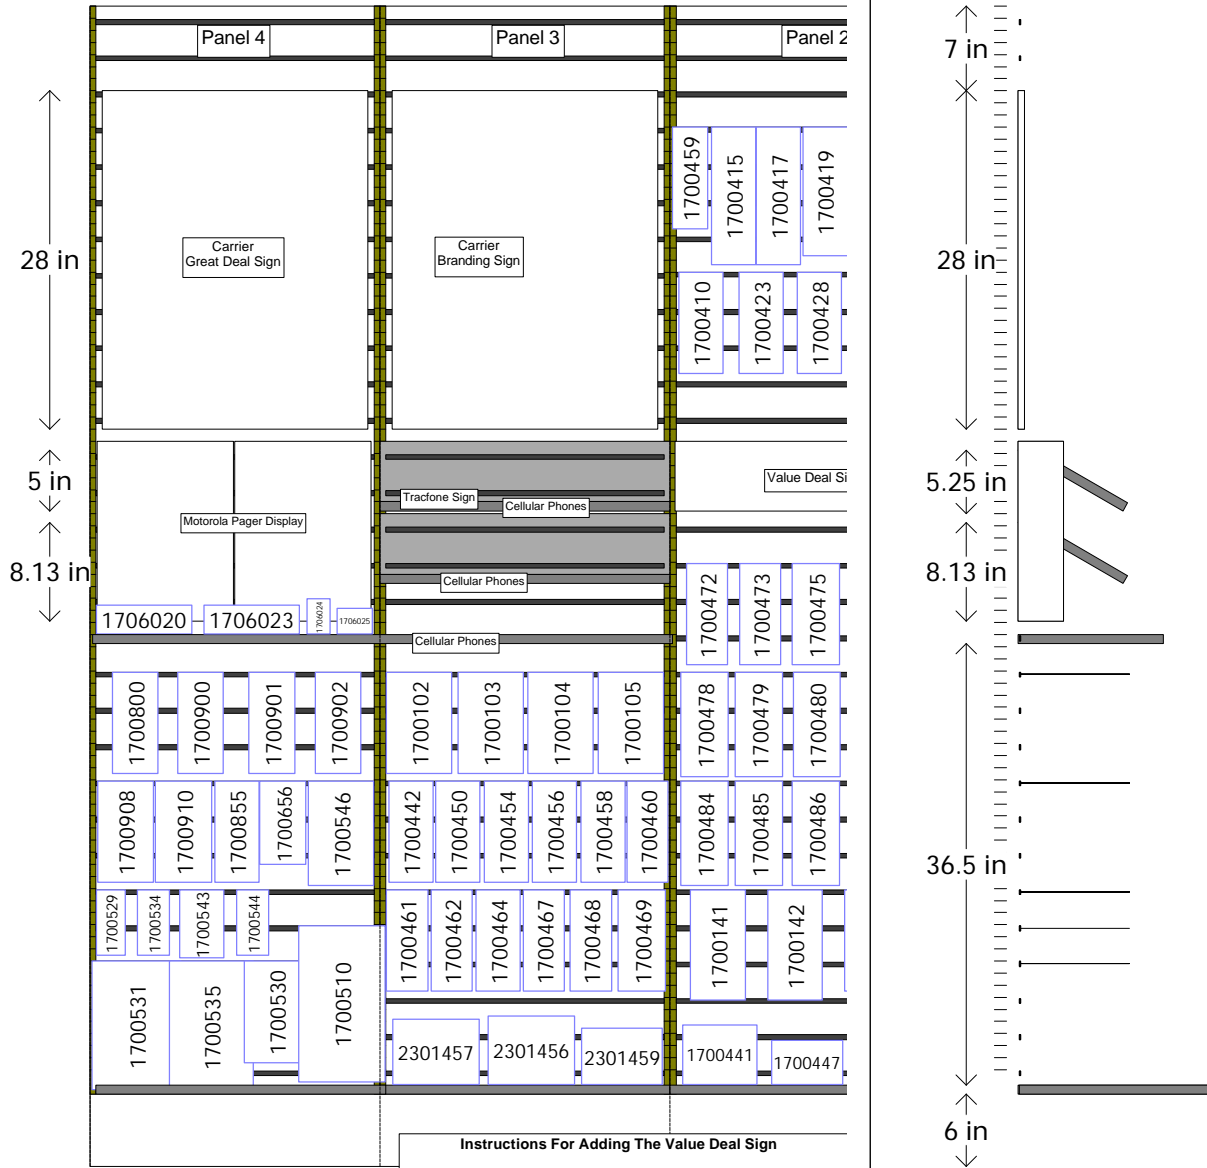 Panel 4
Panel 3
Panel 2
7 in
28 in
Carrier
Great Deal Sign
Carrier
Branding Sign
1700459
1700415
1700417
1700419
28 in
1700410
1700423
1700428
5 in
Tracfone Sign
Cellular Phones
Value Deal Si
5.25 in
Motorola Pager Display
8.13 in
Cellular Phones
8.13 in
1700472
1700473
1700475
1706020
1706023
1706024
1706025
Cellular Phones
1700800
1700900
1700901
1700902
1700102
1700103
1700104
1700105
1700478
1700479
1700480
1700908
1700910
1700855
1700656
1700546
1700442
1700450
1700454
1700456
1700458
1700460
1700484
1700485
1700486
36.5 in
1700529
1700534
1700543
1700544
1700461
1700462
1700464
1700467
1700468
1700469
1700141
1700142
1700531
1700535
1700530
1700510
2301457
2301456
2301459
1700441
1700447
6 in
Instructions For Adding The Value Deal Sign